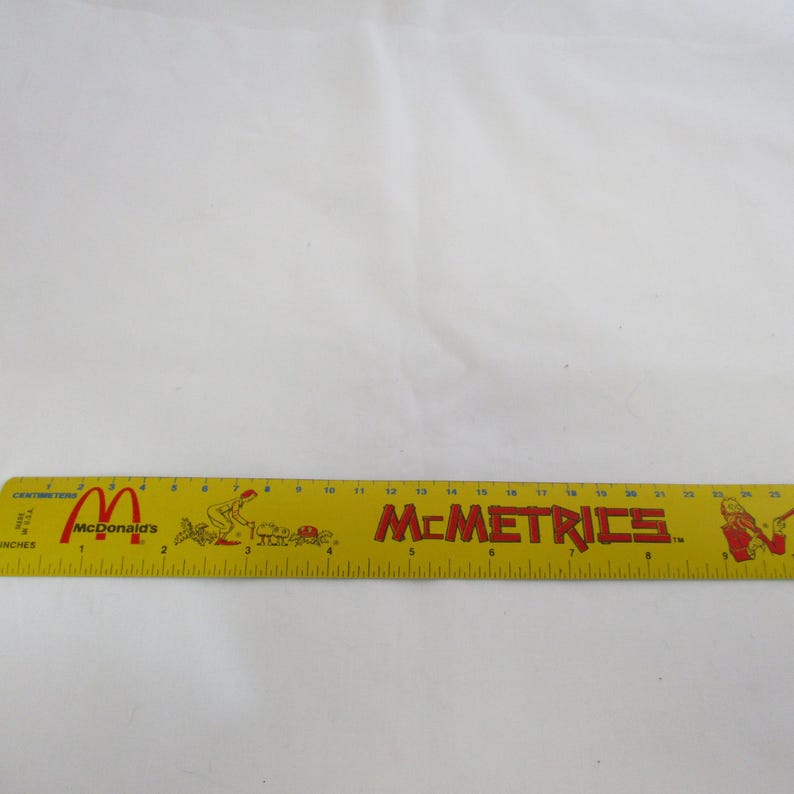 1 2 3 4 5 6 7 8 9 10 11 12 13 14 15 16 17 18 19 20 21 22 23 24 25
CENTIMETERS
MADE
IN U.S.A.
McDonald's
®
McMETRICS™
INCHES 1 2 3 4 5 6 7 8 9